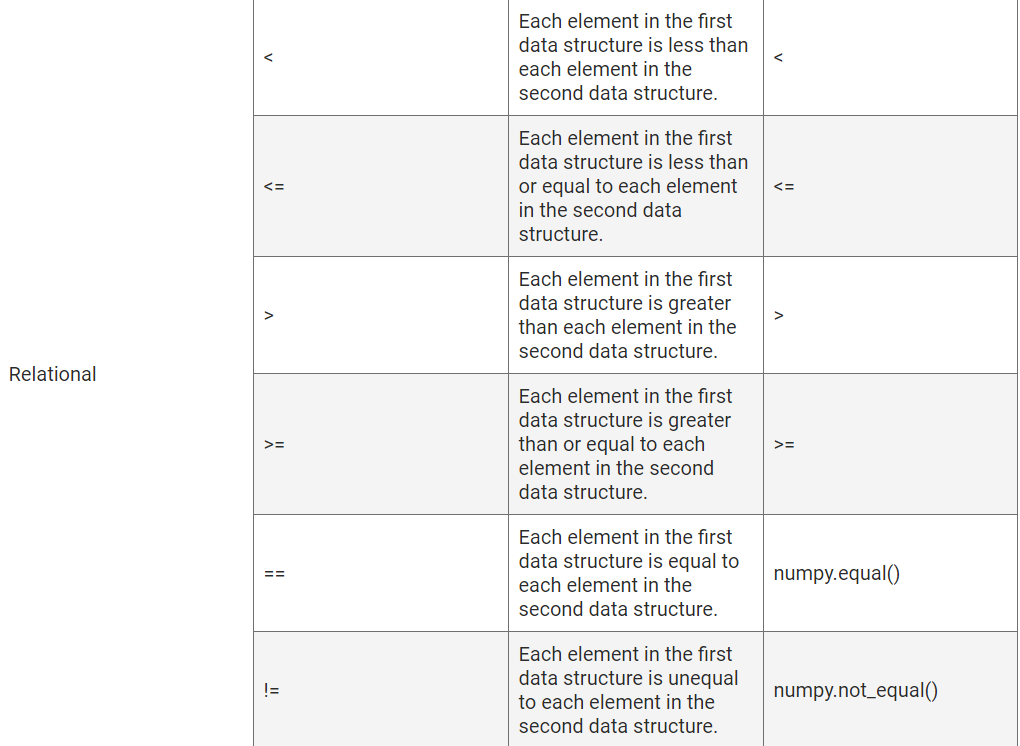 <
Each element in the first
data structure is less than
each element in the
second data structure.
<
<=
Each element in the first
data structure is less than
or equal to each element
in the second data
structure.
<=
>
Each element in the first
data structure is greater
than each element in the
second data structure.
>
Relational
>=
Each element in the first
data structure is greater
than or equal to each
element in the second
data structure.
>=
==
Each element in the first
data structure is equal to
each element in the
second data structure.
numpy.equal()
!=
Each element in the first
data structure is unequal
to each element in the
second data structure.
numpy.not_equal()